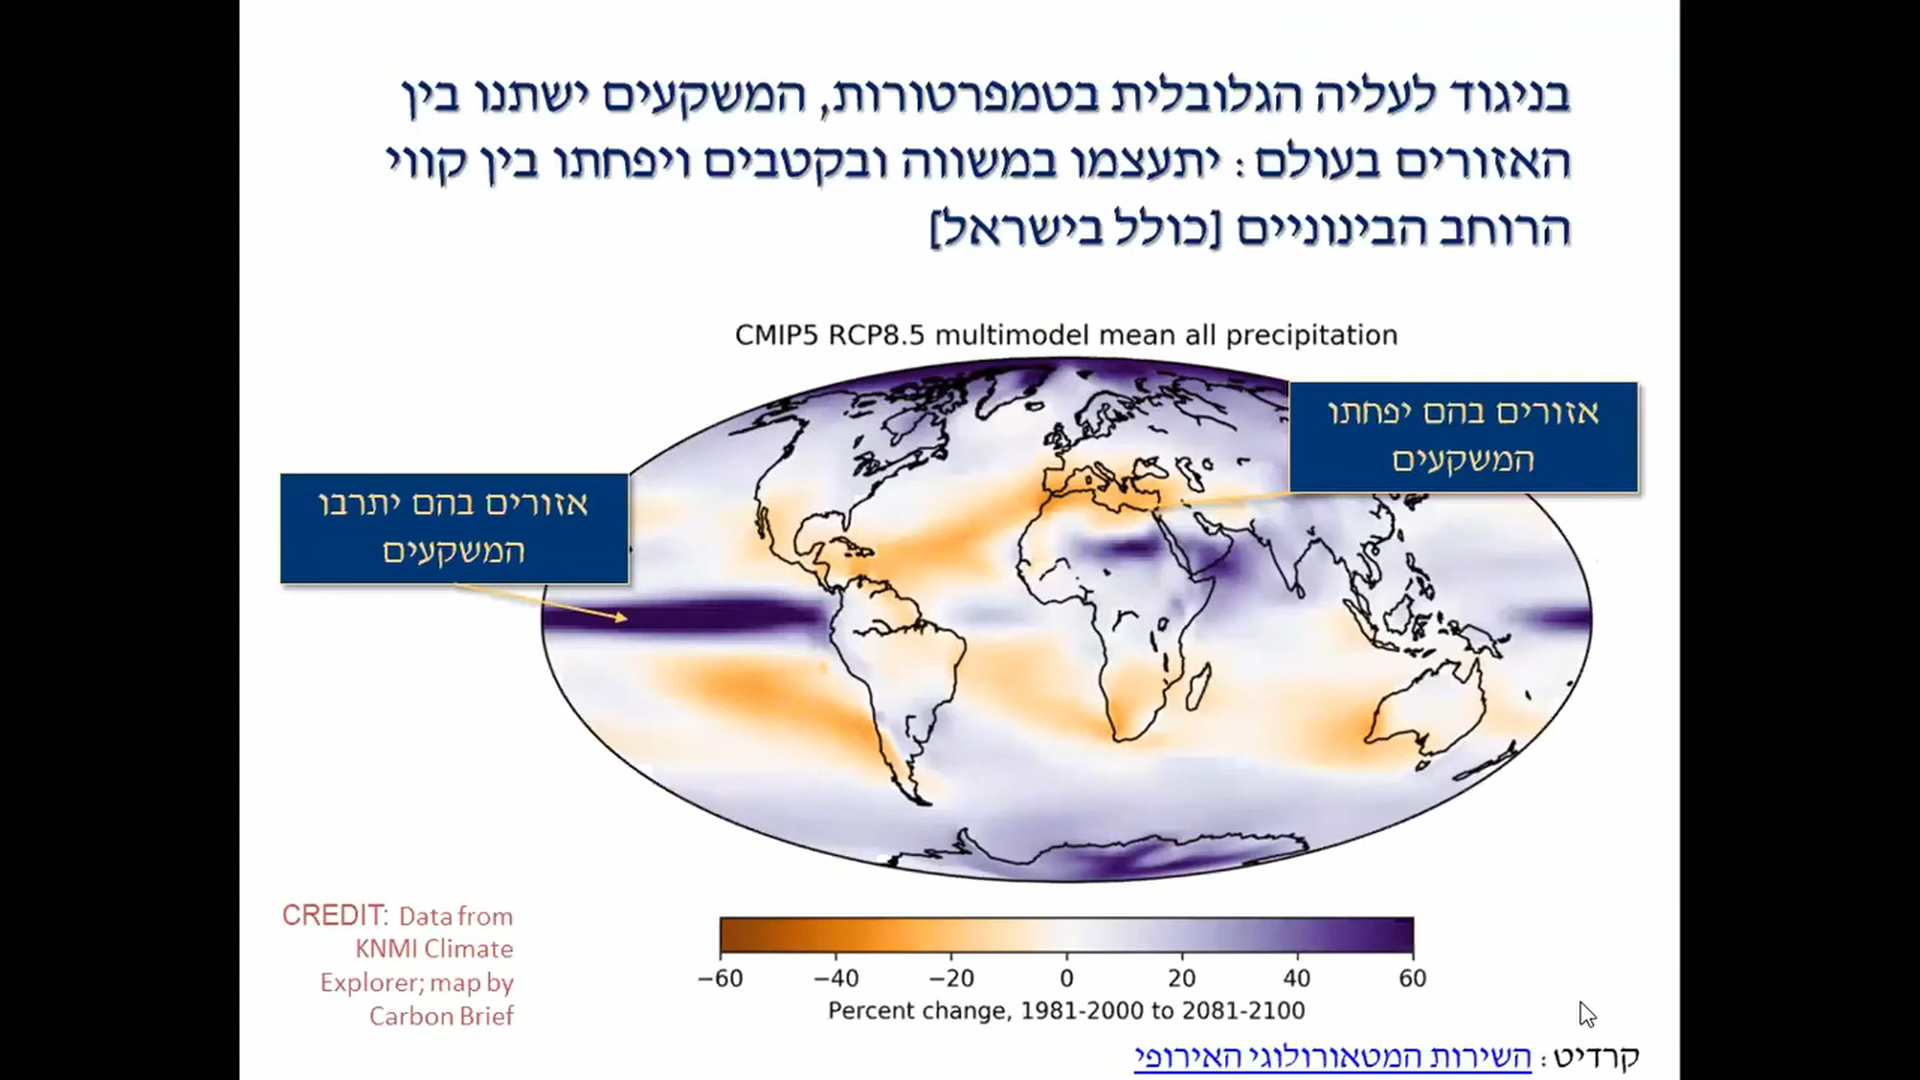 בניגוד לעליה הגלובלית בטמפרטורות, המשקעים ישתנו בין
האזורים בעולם: יתעצמו במשווה ובקטבים ויפחתו בין קווי
הרוחב הבינוניים [כולל בישראל]
CMIP5 RCP8.5 multimodel mean all precipitation
אזורים בהם יפחתו
המשקעים
אזורים בהם יתרבו
המשקעים
CREDIT: Data from
KNMI Climate
Explorer; map by
Carbon Brief
−60 −40 −20 0 20 40 60
Percent change, 1981-2000 to 2081-2100
קרדיט: השירות המטאורולוגי האירופי